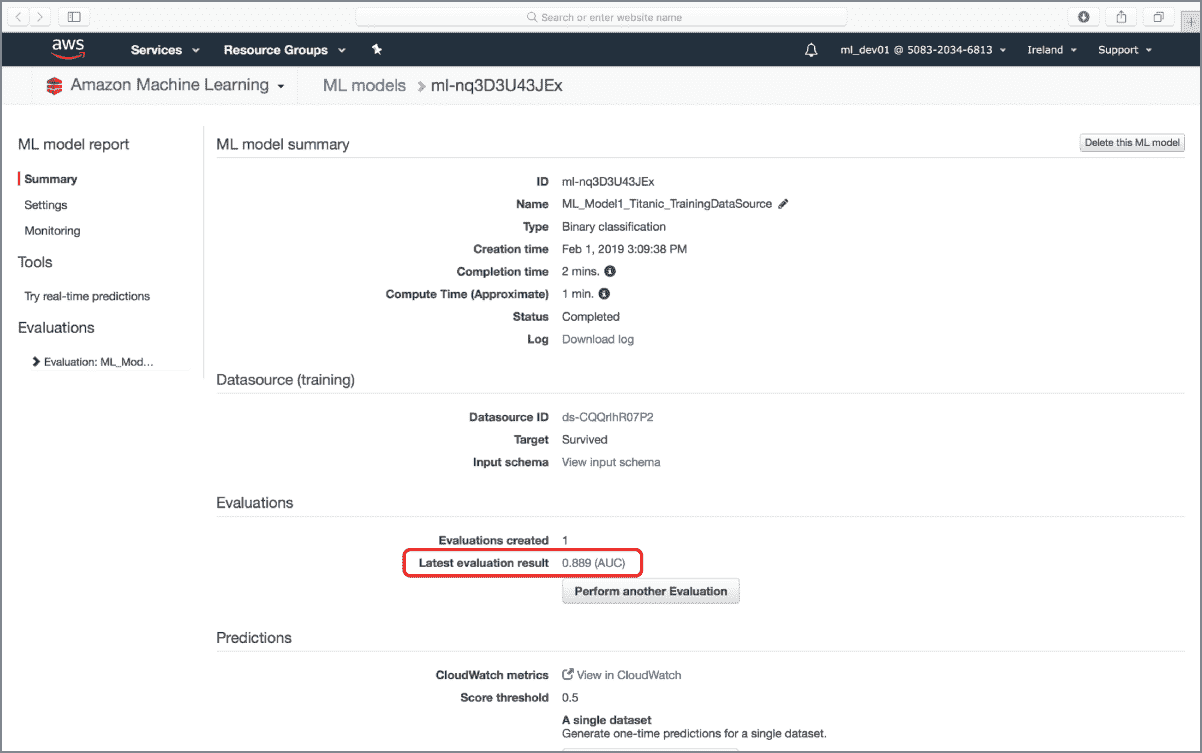 Search or enter website name
aws Services Resource Groups ml_dev01 @ 5083-2034-6813 Ireland Support
Amazon Machine Learning ML models ml-nq3D3U43JEx
ML model report
Summary
Settings
Monitoring
Tools
Try real-time predictions
Evaluations
Evaluation: ML_Mod...
ML model summary Delete this ML model
ID ml-nq3D3U43JEx
Name ML_Model1_Titanic_TrainingDataSource
Type Binary classification
Creation time Feb 1, 2019 3:09:38 PM
Completion time 2 mins.
Compute Time (Approximate) 1 min.
Status Completed
Log Download log
Datasource (training)
Datasource ID ds-CQQrlhR07P2
Target Survived
Input schema View input schema
Evaluations
Evaluations created 1
Latest evaluation result 0.889 (AUC)
Perform another Evaluation
Predictions
CloudWatch metrics View in CloudWatch
Score threshold 0.5
A single dataset
Generate one-time predictions for a single dataset.